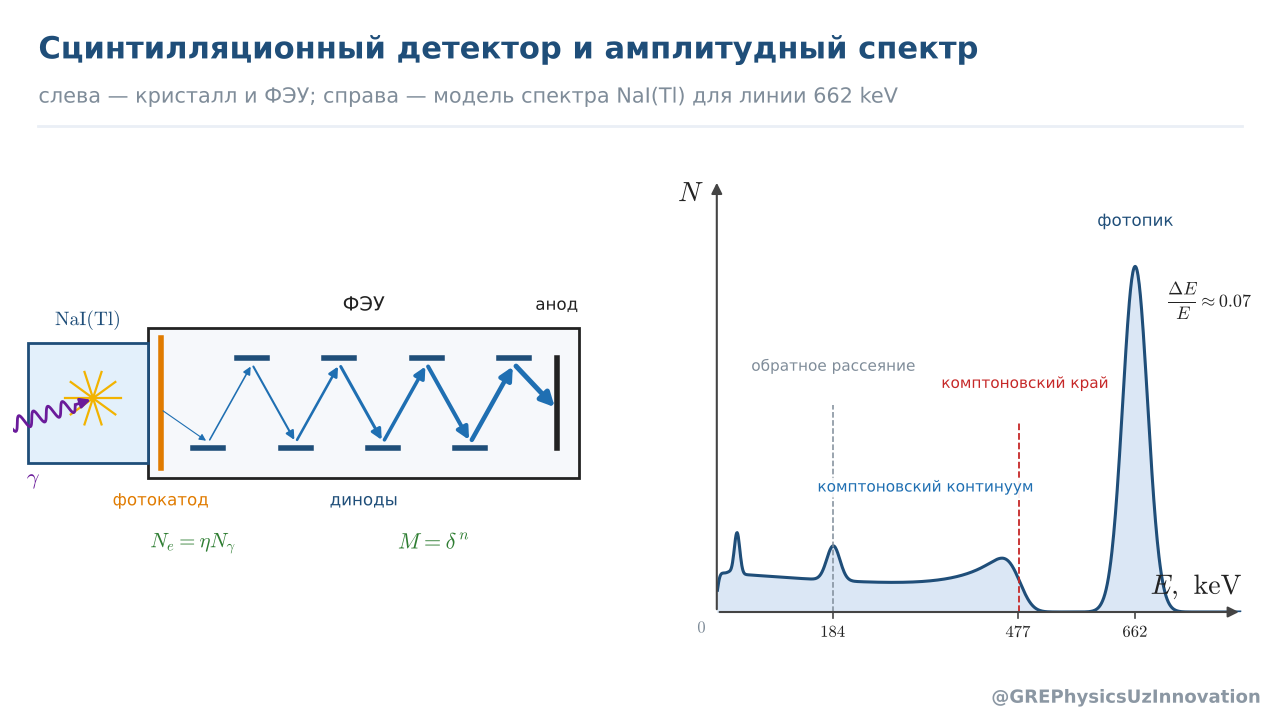 Сцинтилляционный детектор и амплитудный спектр
слева — кристалл и ФЭУ; справа — модель спектра NaI(Tl) для линии 662 keV
NaI(Tl)
ФЭУ
анод
γ
фотокатод
диноды
N_e = ηN_γ
M = δ^n
N
фотопик
ΔE/E ≈ 0.07
обратное рассеяние
комптоновский край
комптоновский континуум
E, keV
0
184
477
662
@GREPhysicsUzInnovation